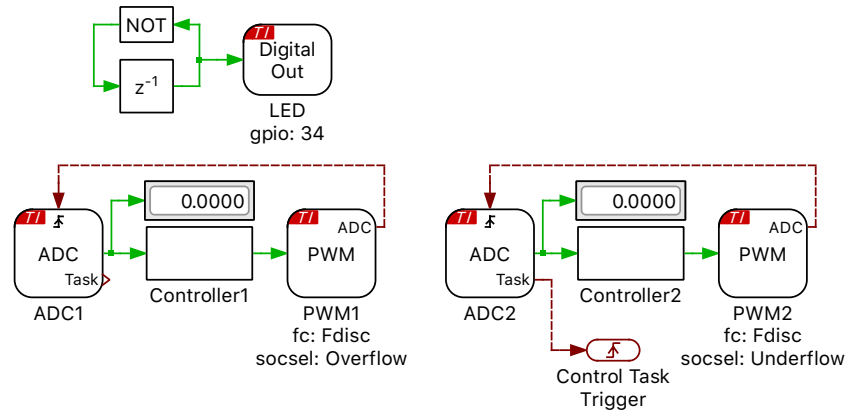 NOT
z-1
TI
Digital
Out
LED
gpio: 34
TI
ADC
Task
ADC1
0.0000
Controller1
TI
ADC
PWM
PWM1
fc: Fdisc
socsel: Overflow
TI
ADC
Task
ADC2
0.0000
Controller2
TI
ADC
PWM
PWM2
fc: Fdisc
socsel: Underflow
Control Task
Trigger